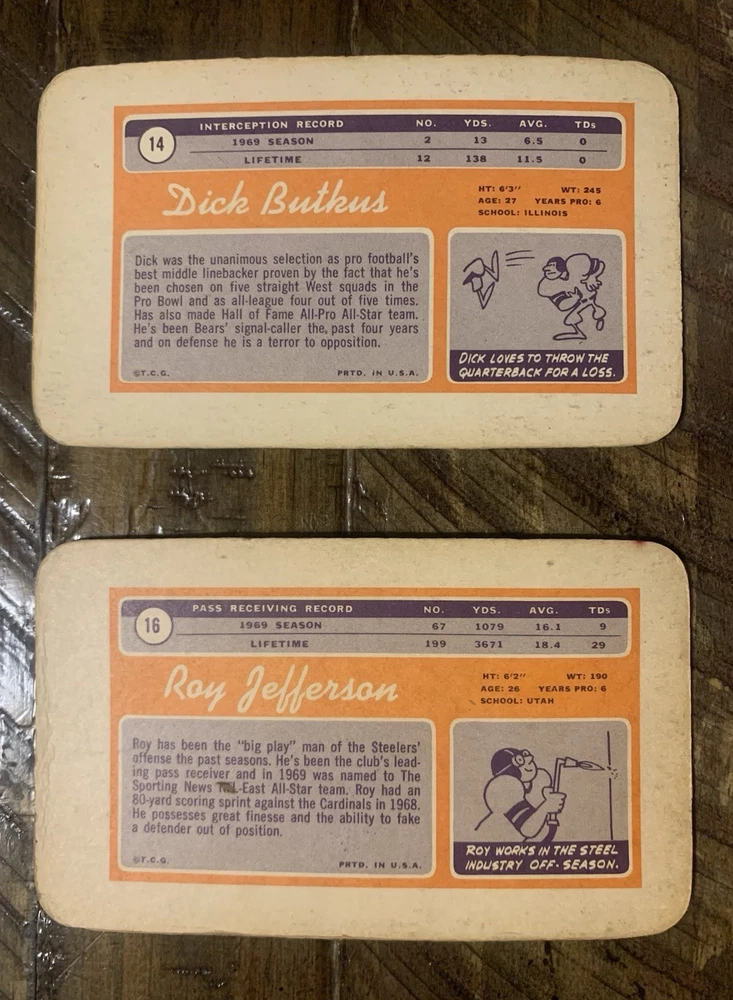 14 INTERCEPTION RECORD NO. YDS. AVG. TDs
1969 SEASON 2 13 6.5 0
LIFETIME 12 138 11.5 0
Dick Butkus
HT: 6'3" WT: 245
AGE: 27 YEARS PRO: 6
SCHOOL: ILLINOIS
Dick was the unanimous selection as pro football's
best middle linebacker proven by the fact that he's
been chosen on five straight West squads in the
Pro Bowl and as all-league four out of five times.
Has also made Hall of Fame All-Pro All-Star team.
He's been Bears' signal-caller the, past four years
and on defense he is a terror to opposition.
©T.C.G. PRTD. IN U.S.A.
DICK LOVES TO THROW THE
QUARTERBACK FOR A LOSS.
16 PASS RECEIVING RECORD NO. YDS. AVG. TDs
1969 SEASON 67 1079 16.1 9
LIFETIME 199 3671 18.4 29
Roy Jefferson
HT: 6'2" WT: 190
AGE: 26 YEARS PRO: 6
SCHOOL: UTAH
Roy has been the "big play" man of the Steelers'
offense the past seasons. He's been the club's lead-
ing pass receiver and in 1969 was named to The
Sporting News -East All-Star team. Roy had an
80-yard scoring sprint against the Cardinals in 1968.
He possesses great finesse and the ability to fake
a defender out of position.
©T.C.G. PRTD. IN U.S.A.
ROY WORKS IN THE STEEL
INDUSTRY OFF-SEASON.